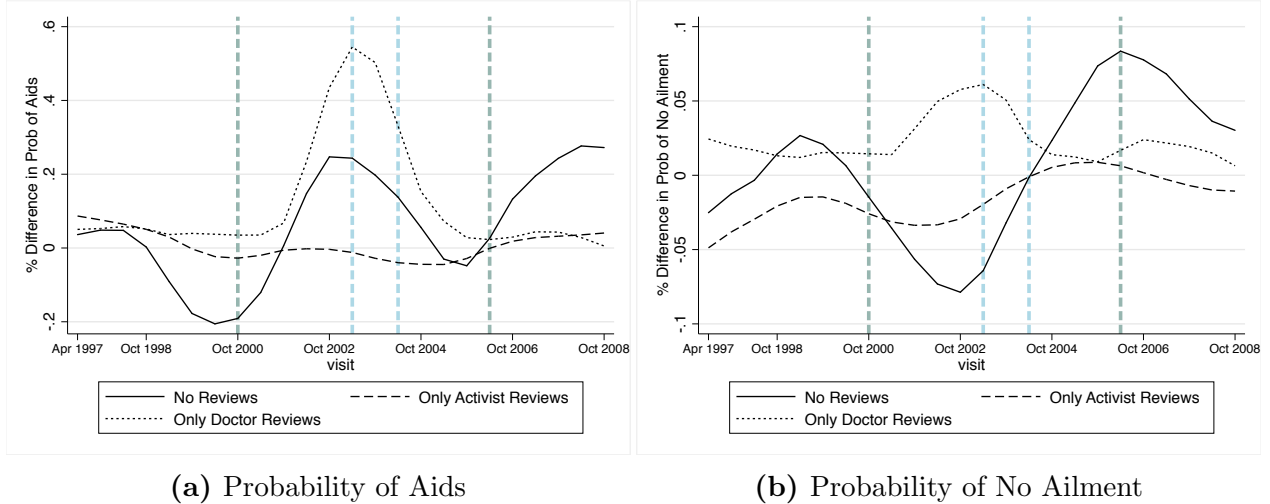 % Difference in Prob of Aids
.6
.4
.2
0
-.2
Apr 1997 Oct 1998 Oct 2000 Oct 2002 Oct 2004 Oct 2006 Oct 2008
visit
No Reviews Only Activist Reviews
Only Doctor Reviews
(a) Probability of Aids
% Difference in Prob of No Ailment
.1
.05
0
-.05
-.1
Apr 1997 Oct 1998 Oct 2000 Oct 2002 Oct 2004 Oct 2006 Oct 2008
visit
No Reviews Only Activist Reviews
Only Doctor Reviews
(b) Probability of No Ailment